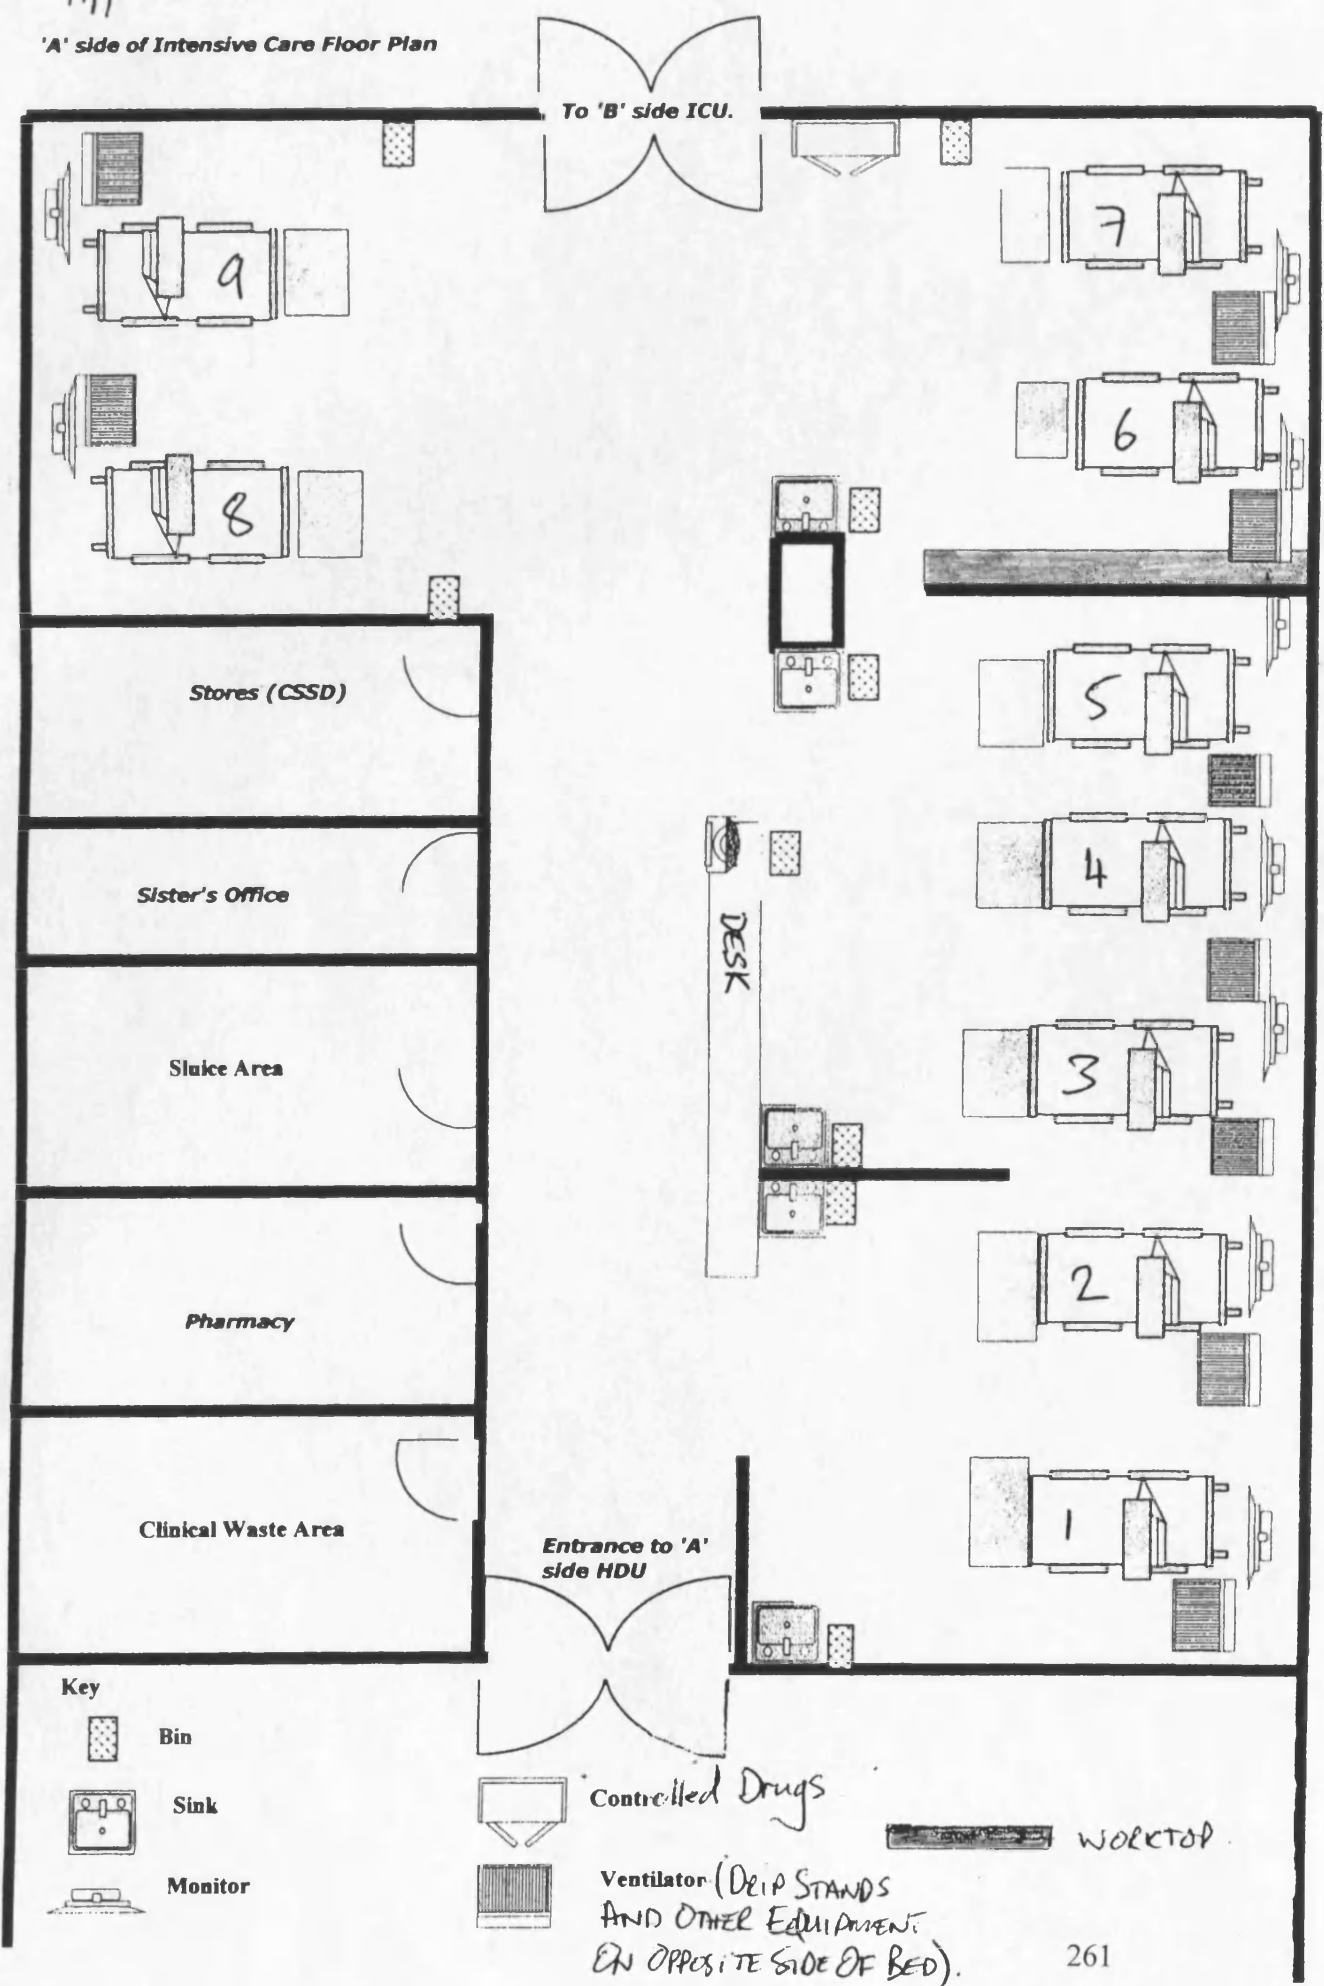 'A' side of Intensive Care Floor Plan
To 'B' side ICU.
7
9
6
8
5
Stores (CSSD)
4
Sister's Office
DESK
Sluice Area
3
2
Pharmacy
1
Clinical Waste Area
Entrance to 'A'
side HDU
Key
Bin
Sink
Monitor
Controlled Drugs
Ventilator (DRIP STANDS
AND OTHER EQUIPMENT
ON OPPOSITE SIDE OF BED).
WORKTOP
261